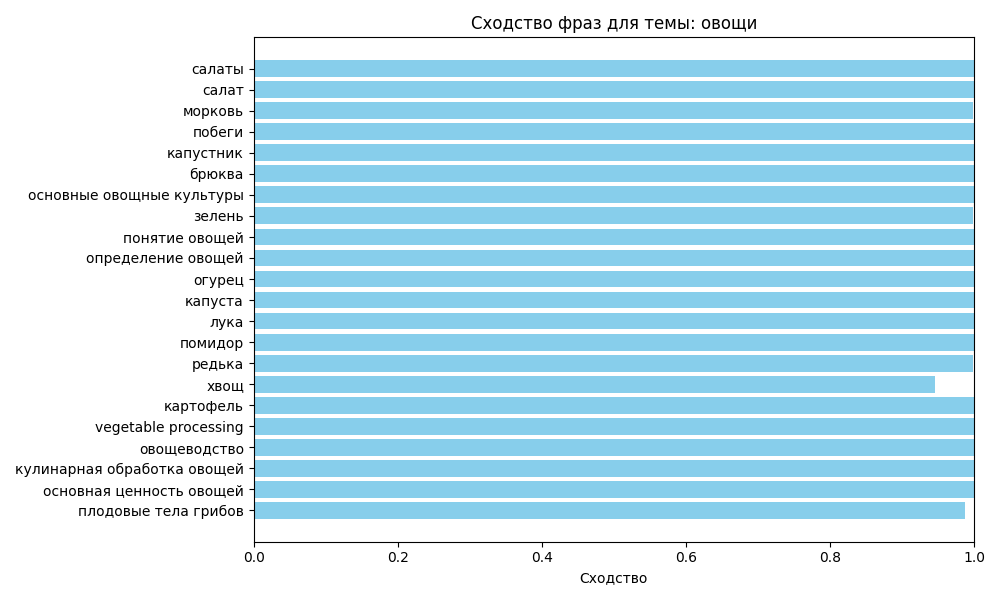 Сходство фраз для темы: овощи
салаты
салат
морковь
побеги
капустник
брюква
основные овощные культуры
зелень
понятие овощей
определение овощей
огурец
капуста
лука
помидор
редька
хвощ
картофель
vegetable processing
овощеводство
кулинарная обработка овощей
основная ценность овощей
плодовые тела грибов
0.0 0.2 0.4 0.6 0.8 1.0
Сходство